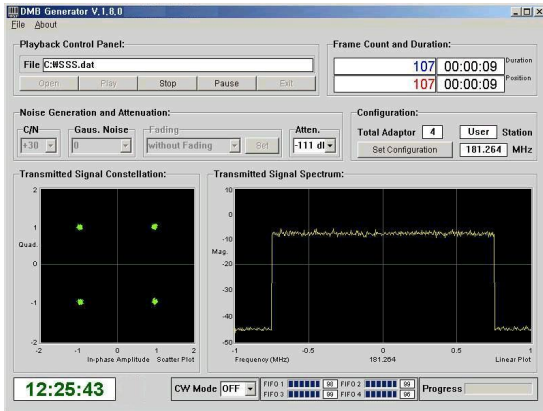 DMB Generator V,1,8,0
File About
Playback Control Panel:
File C:\WSSS.dat
Open Play Stop Pause Exit
Frame Count and Duration:
107 00:00:09 Duration
107 00:00:09 Position
Noise Generation and Attenuation:
C/N Gaus. Noise Fading Atten.
+30 0 without Fading Set -111 dl
Configuration:
Total Adaptor 4 User Station
Set Configuration 181.264 MHz
Transmitted Signal Constellation:
2
1
Quad.
0
-1
-2
-2 -1 0 1 2
In-phase Amplitude Scatter Plot
Transmitted Signal Spectrum:
10
0
-10
Mag.
-20
-30
-40
-50
-1 -0.5 0 0.5 1
Frequency (MHz) 181.264 Linear Plot
12:25:43
CW Mode OFF
FIFO 1 98 FIFO 2 99
FIFO 3 99 FIFO 4 96
Progress